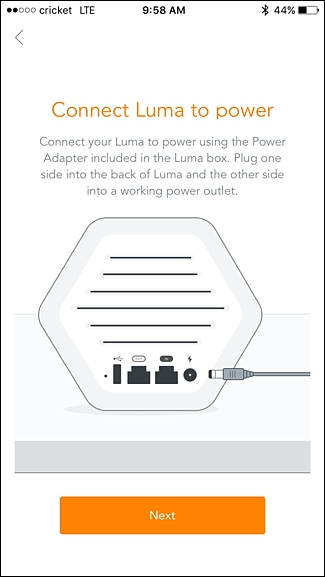 cricket LTE 9:58 AM 44%
Connect Luma to power
Connect your Luma to power using the Power
Adapter included in the Luma box. Plug one
side into the back of Luma and the other side
into a working power outlet.
Next